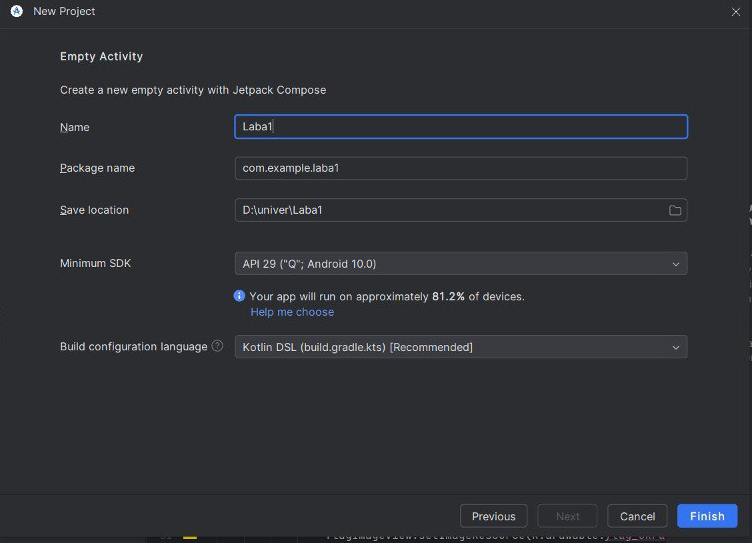 New Project
Empty Activity
Create a new empty activity with Jetpack Compose
Name
Laba1
Package name
com.example.laba1
Save location
D:\univer\Laba1
Minimum SDK
API 29 ("Q"; Android 10.0)
Your app will run on approximately 81.2% of devices.
Help me choose
Build configuration language ?
Kotlin DSL (build.gradle.kts) [Recommended]
Previous
Next
Cancel
Finish